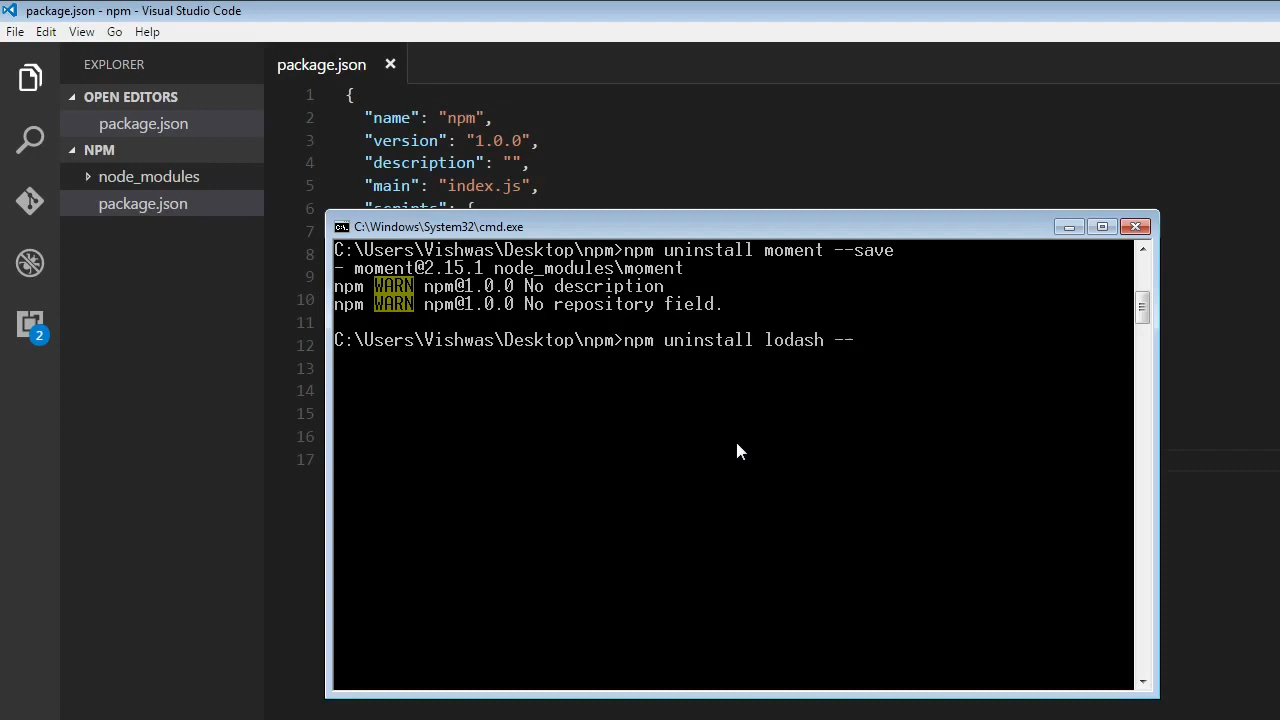 package.json - npm - Visual Studio Code
File Edit View Go Help
EXPLORER
OPEN EDITORS
package.json
NPM
node_modules
package.json
2
package.json
1 {
2 "name": "npm",
3 "version": "1.0.0",
4 "description": "",
5 "main": "index.js",
6 "scripts": {
7
8
9
10
11
12
13
14
15
16
17
C:\Windows\System32\cmd.exe
C:\Users\Vishwas\Desktop\npm>npm uninstall moment --save
- moment@2.15.1 node_modules\moment
npm WARN npm@1.0.0 No description
npm WARN npm@1.0.0 No repository field.
C:\Users\Vishwas\Desktop\npm>npm uninstall lodash --